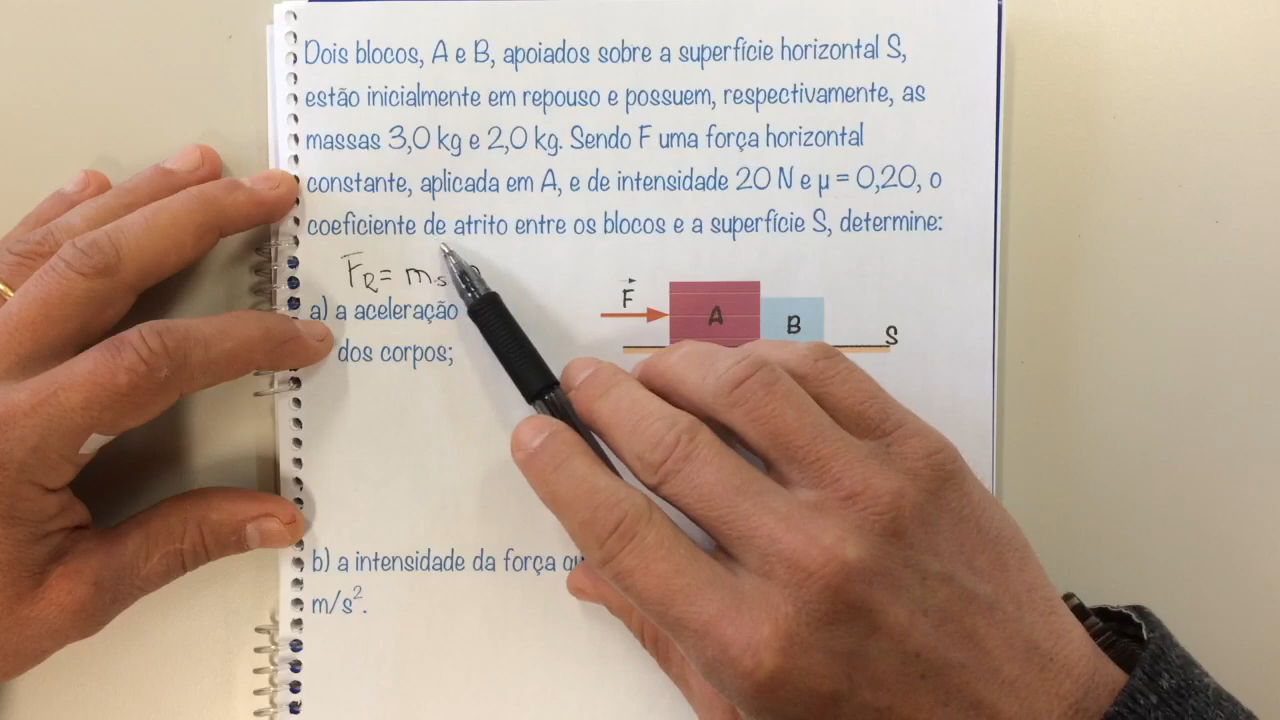 Dois blocos, A e B, apoiados sobre a superfície horizontal S,
estão inicialmente em repouso e possuem, respectivamente, as
massas 3,0 kg e 2,0 kg. Sendo F uma força horizontal
constante, aplicada em A, e de intensidade 20 N e μ = 0,20, o
coeficiente de atrito entre os blocos e a superfície S, determine:
F_R = m_s
a) a aceleração
dos corpos;
F
A
B
S
b) a intensidade da força
m/s².